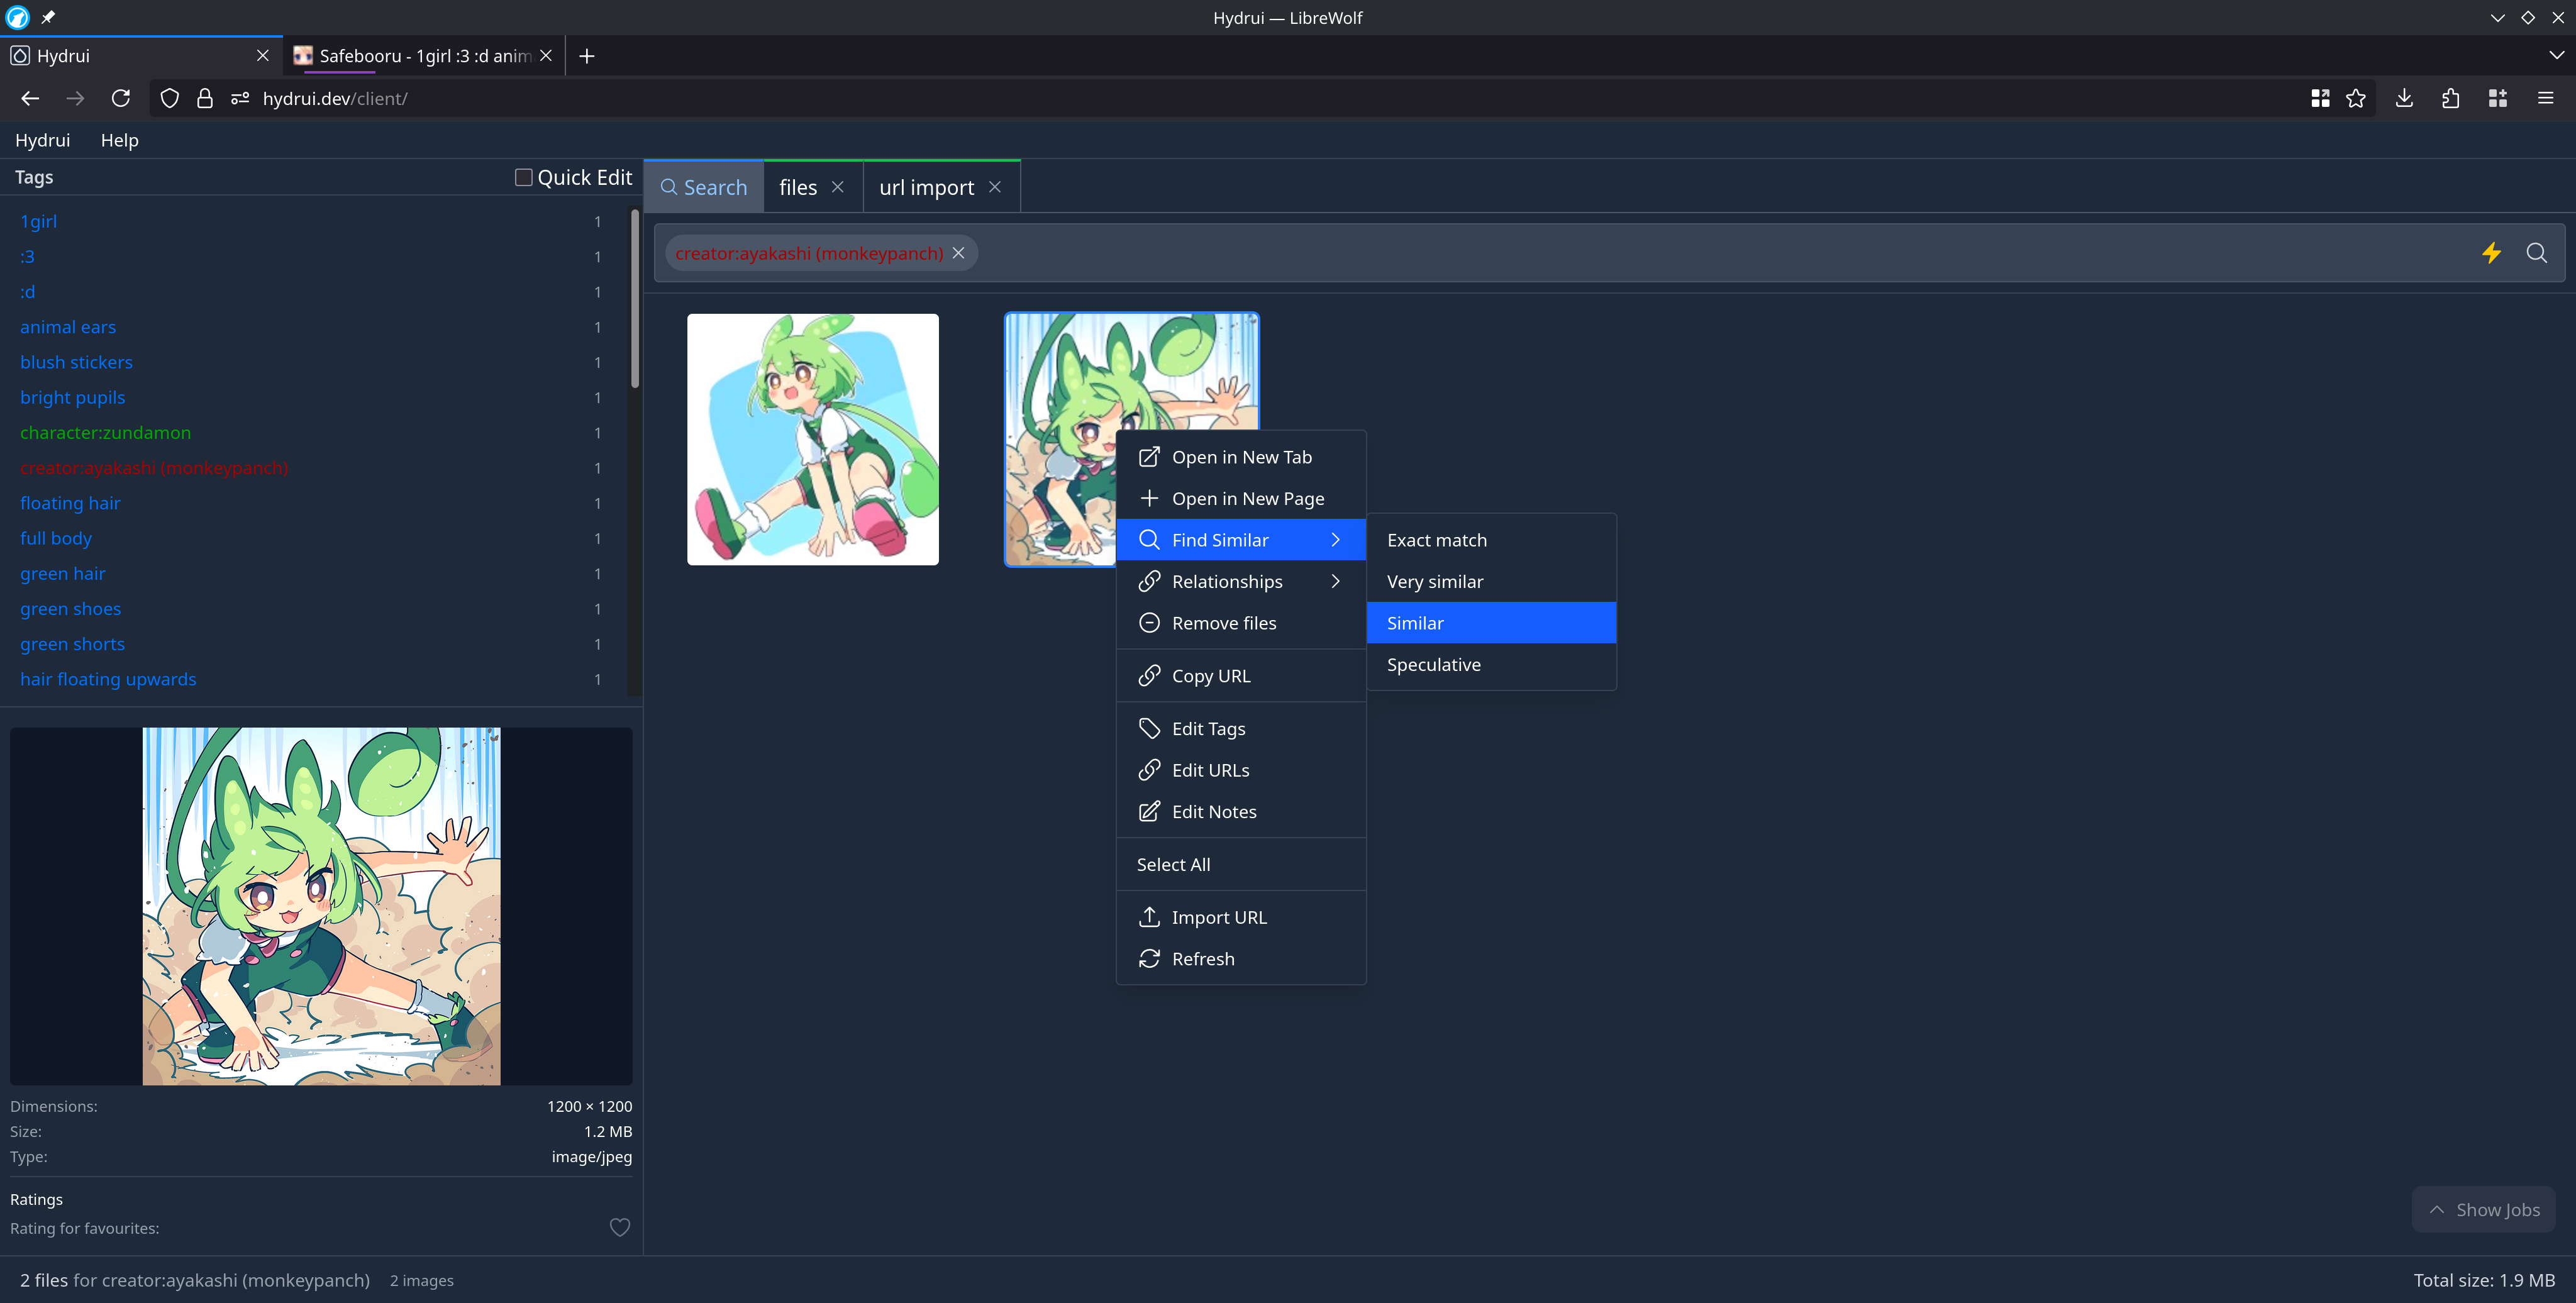 Hydrui — LibreWolf
Hydrui
Safebooru - 1girl :3 :d anim
hydrui.dev/client/
Hydrui Help
Tags
Quick Edit
1girl 1
:3 1
:d 1
animal ears 1
blush stickers 1
bright pupils 1
character:zundamon 1
creator:ayakashi (monkeypanch) 1
floating hair 1
full body 1
green hair 1
green shoes 1
green shorts 1
hair floating upwards 1
Dimensions: 1200 × 1200
Size: 1.2 MB
Type: image/jpeg
Ratings
Rating for favourites:
Search
files
url import
creator:ayakashi (monkeypanch)
Open in New Tab
Open in New Page
Find Similar
Relationships
Remove files
Copy URL
Edit Tags
Edit URLs
Edit Notes
Select All
Import URL
Refresh
Exact match
Very similar
Similar
Speculative
Show Jobs
2 files for creator:ayakashi (monkeypanch) 2 images
Total size: 1.9 MB